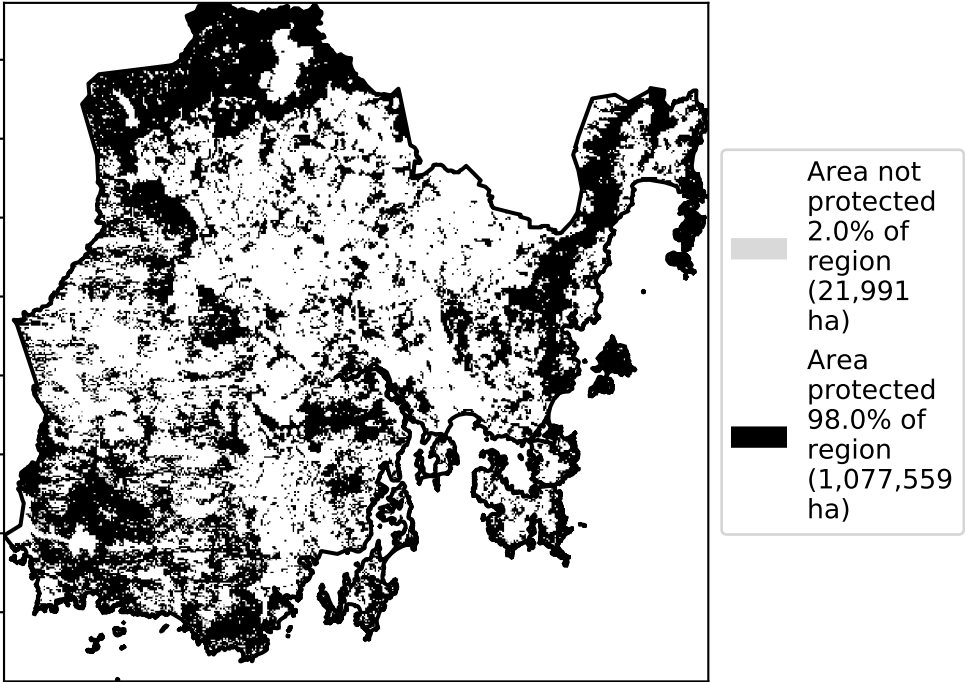 Area not
protected
2.0% of
region
(21,991
ha)
Area
protected
98.0% of
region
(1,077,559
ha)